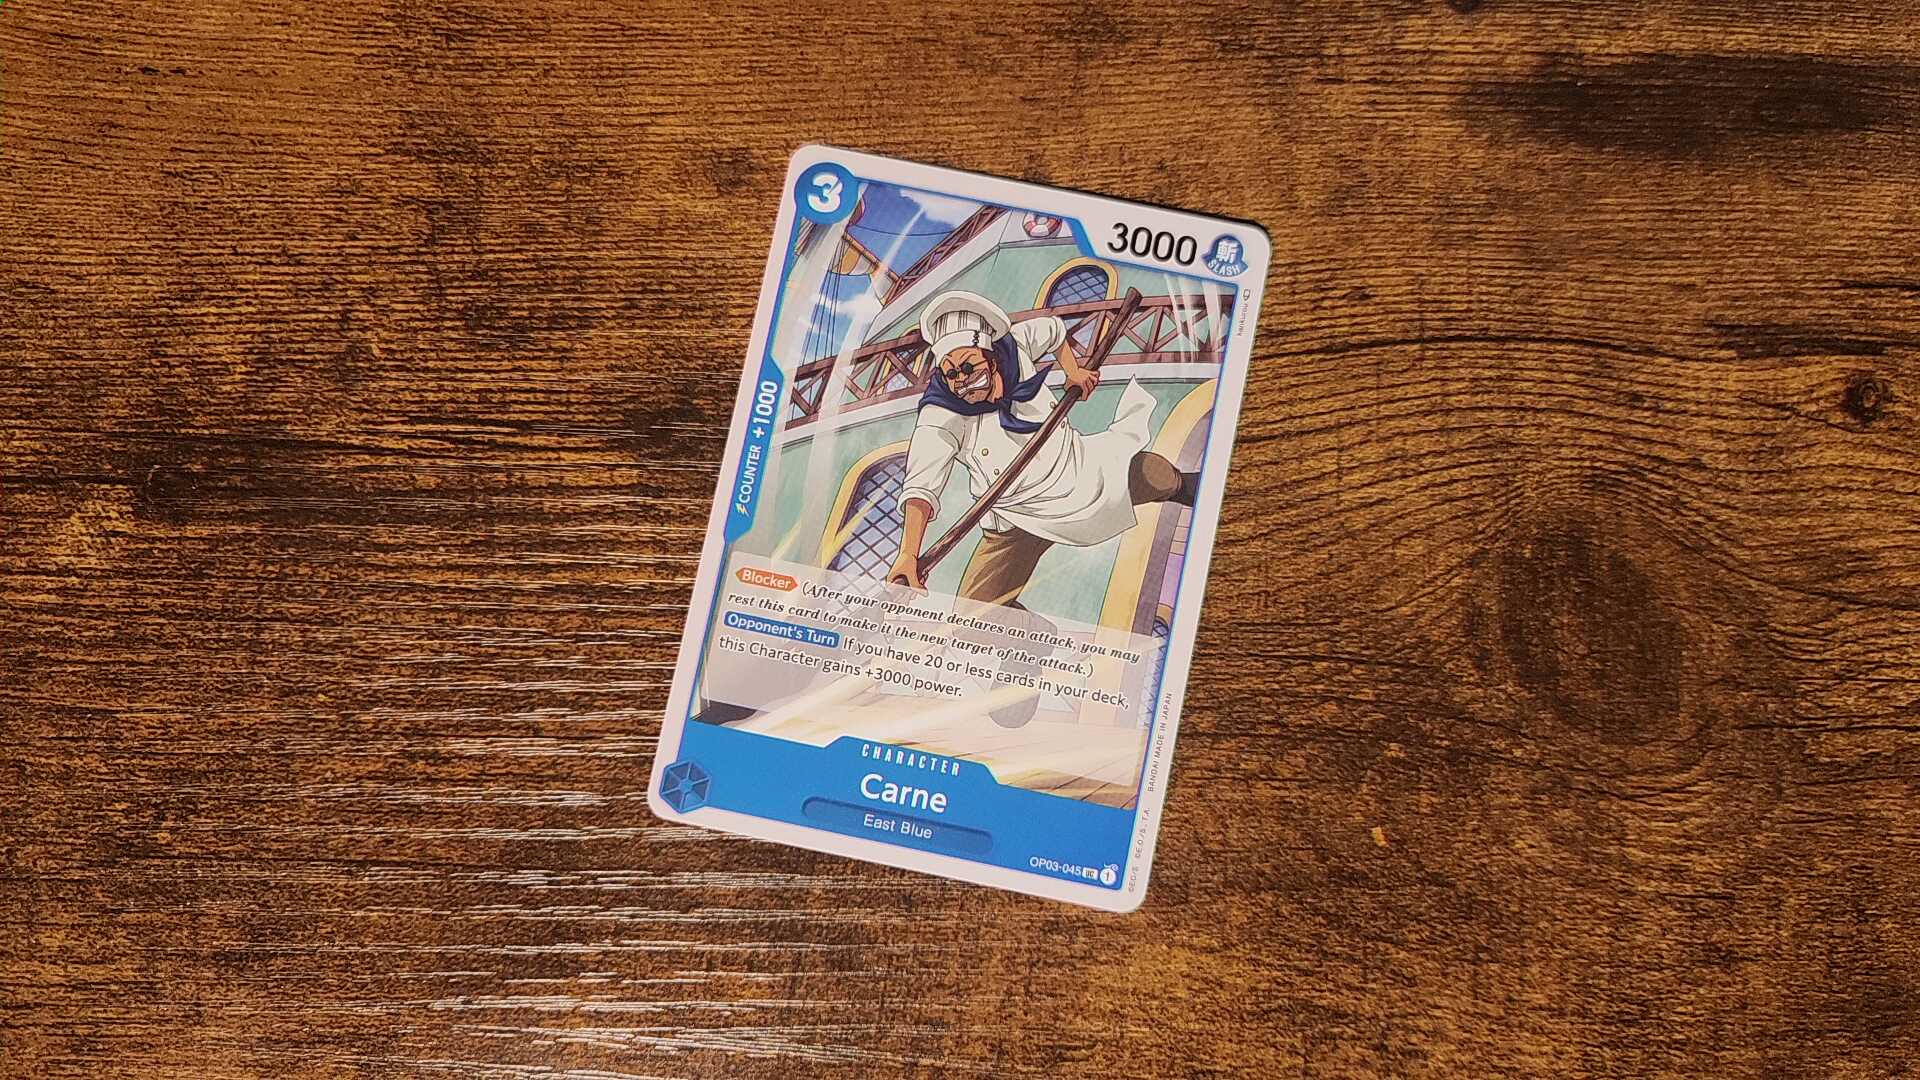 3
3000
斬
SLASH
COUNTER +1000
Blocker (After your opponent declares an attack, you may
rest this card to make it the new target of the attack.)
Opponent's Turn If you have 20 or less cards in your deck,
this Character gains +3000 power.
CHARACTER
Carne
East Blue
OP03-045 UC 1
BANDAI MADE IN JAPAN
©E.O./S. ©E.O./S., T.A.